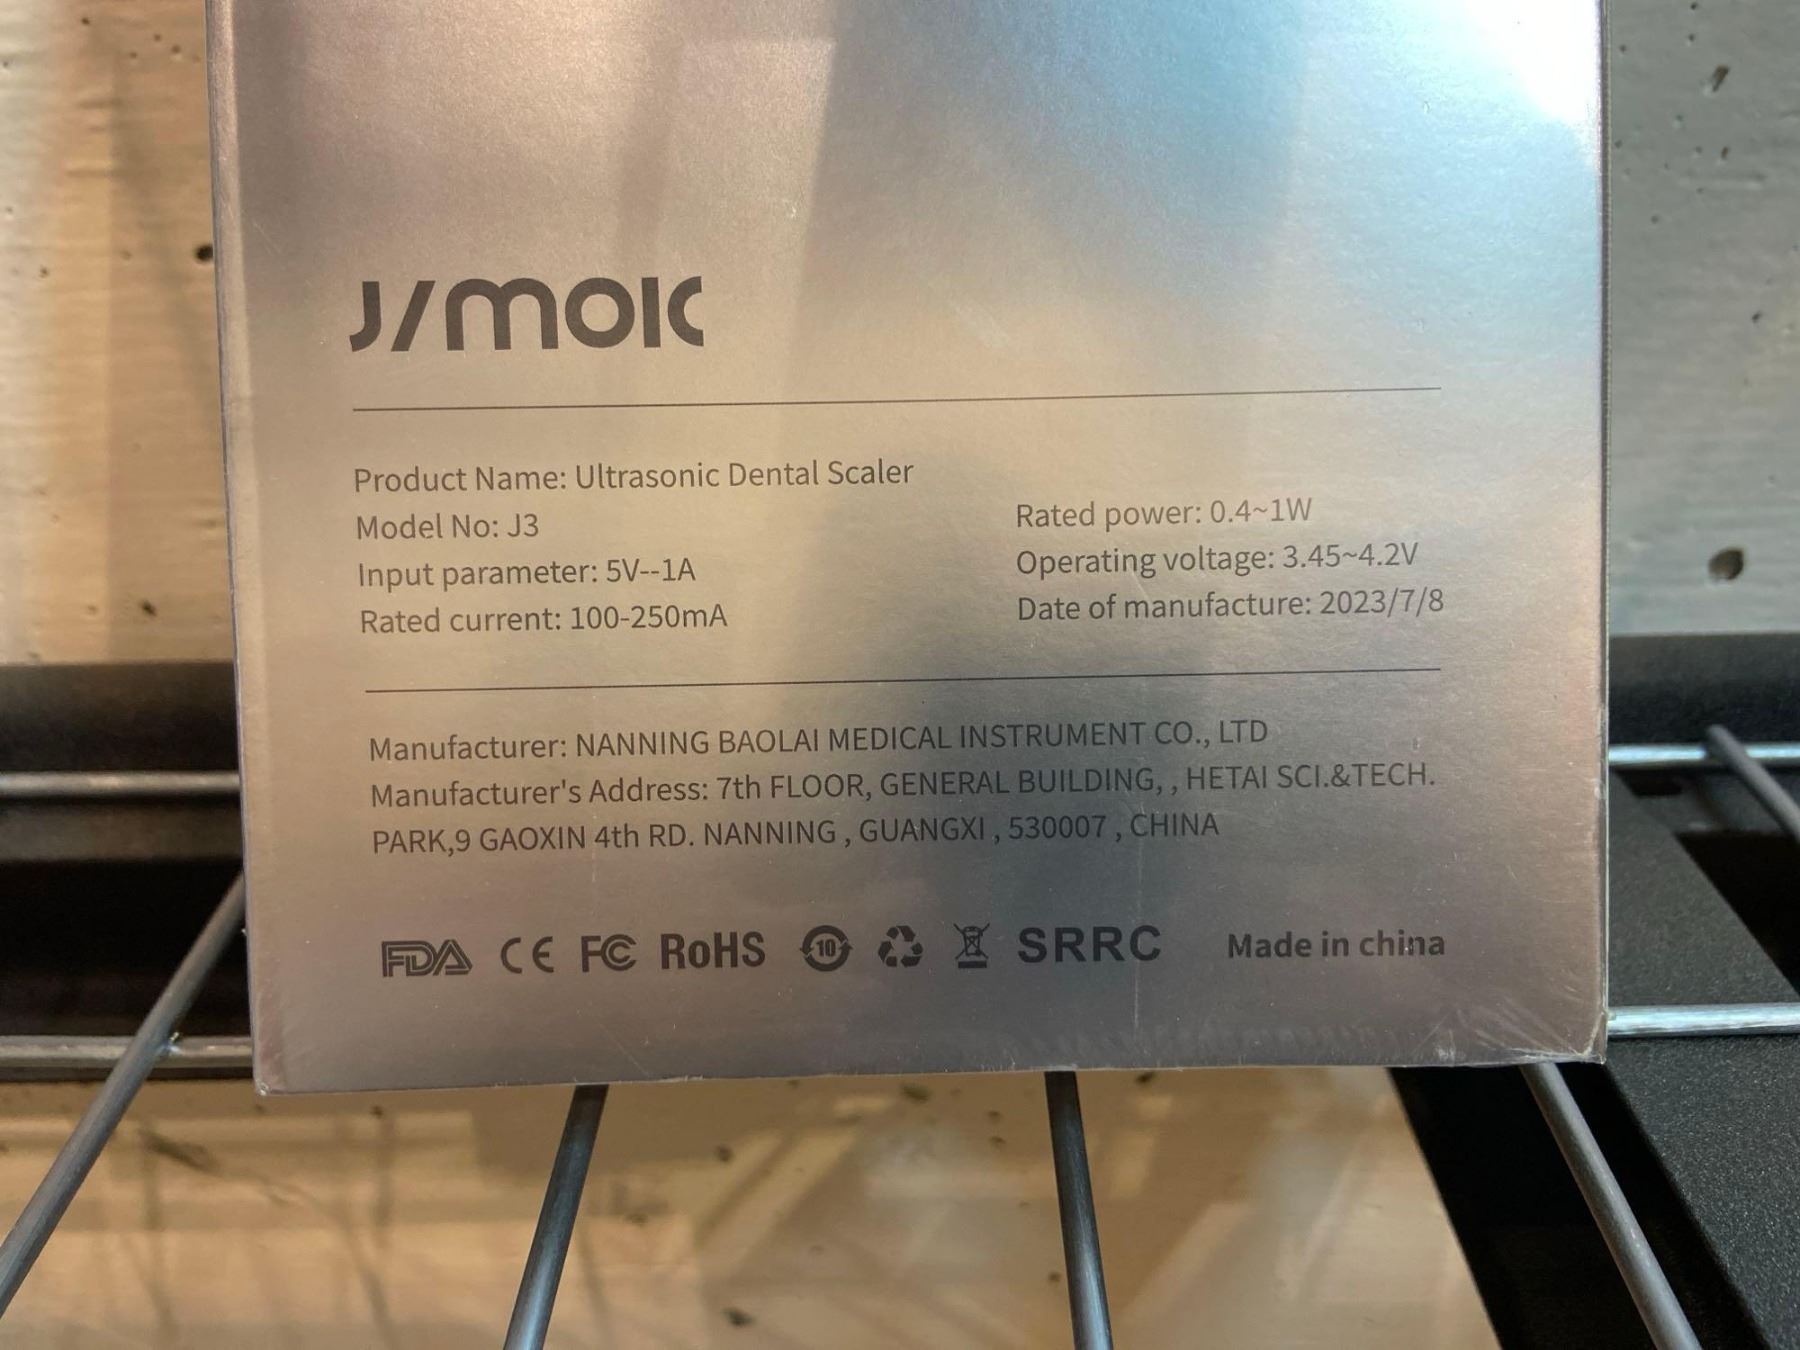 J/MOIC
Product Name: Ultrasonic Dental Scaler
Model No: J3
Input parameter: 5V--1A
Rated current: 100-250mA
Rated power: 0.4~1W
Operating voltage: 3.45~4.2V
Date of manufacture: 2023/7/8
Manufacturer: NANNING BAOLAI MEDICAL INSTRUMENT CO., LTD
Manufacturer's Address: 7th FLOOR, GENERAL BUILDING, , HETAI SCI.&TECH.
PARK,9 GAOXIN 4th RD. NANNING , GUANGXI , 530007 , CHINA
FDA CE FC RoHS 10 SRRC Made in china